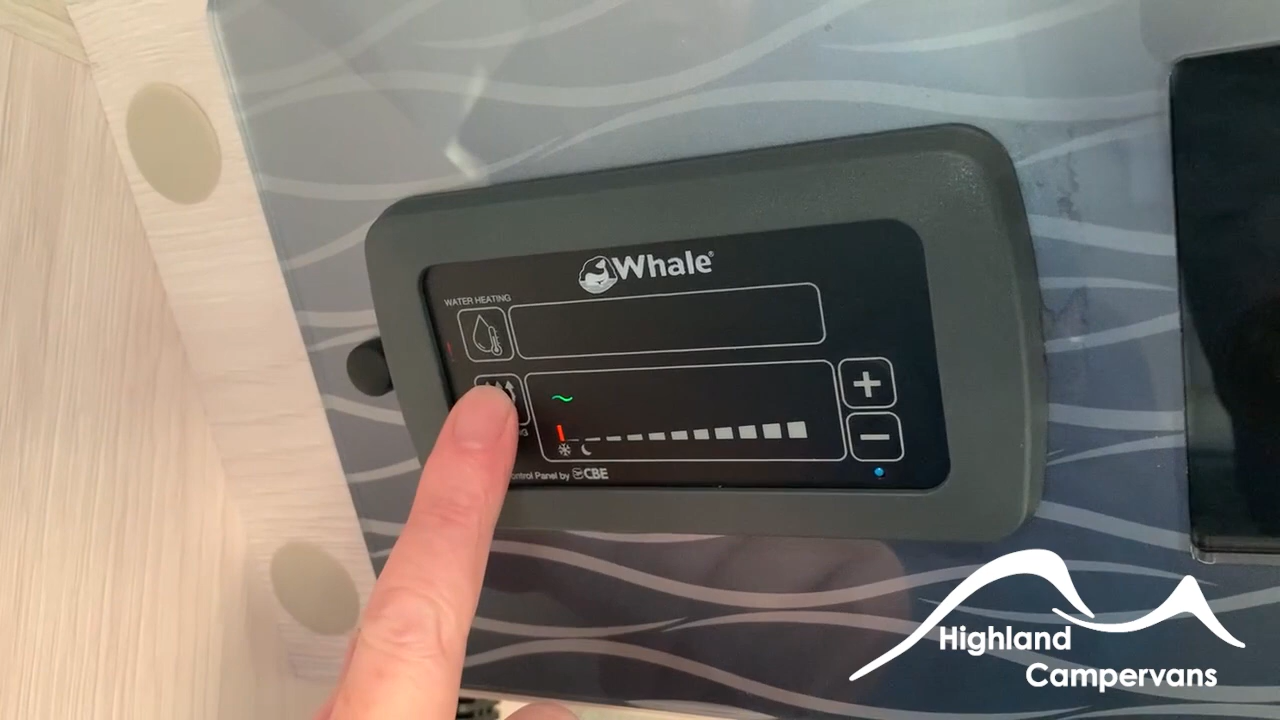 Whale®
WATER HEATING
Control Panel by CBE
Highland
Campervans